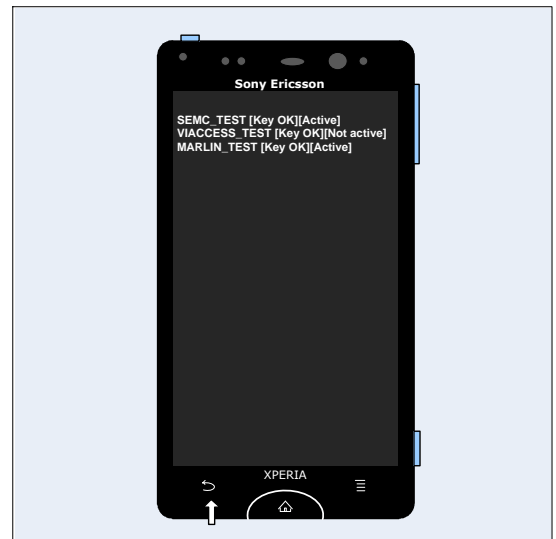 Sony Ericsson
SEMC_TEST [Key OK][Active]
VIACCESS_TEST [Key OK][Not active]
MARLIN_TEST [Key OK][Active]
XPERIA